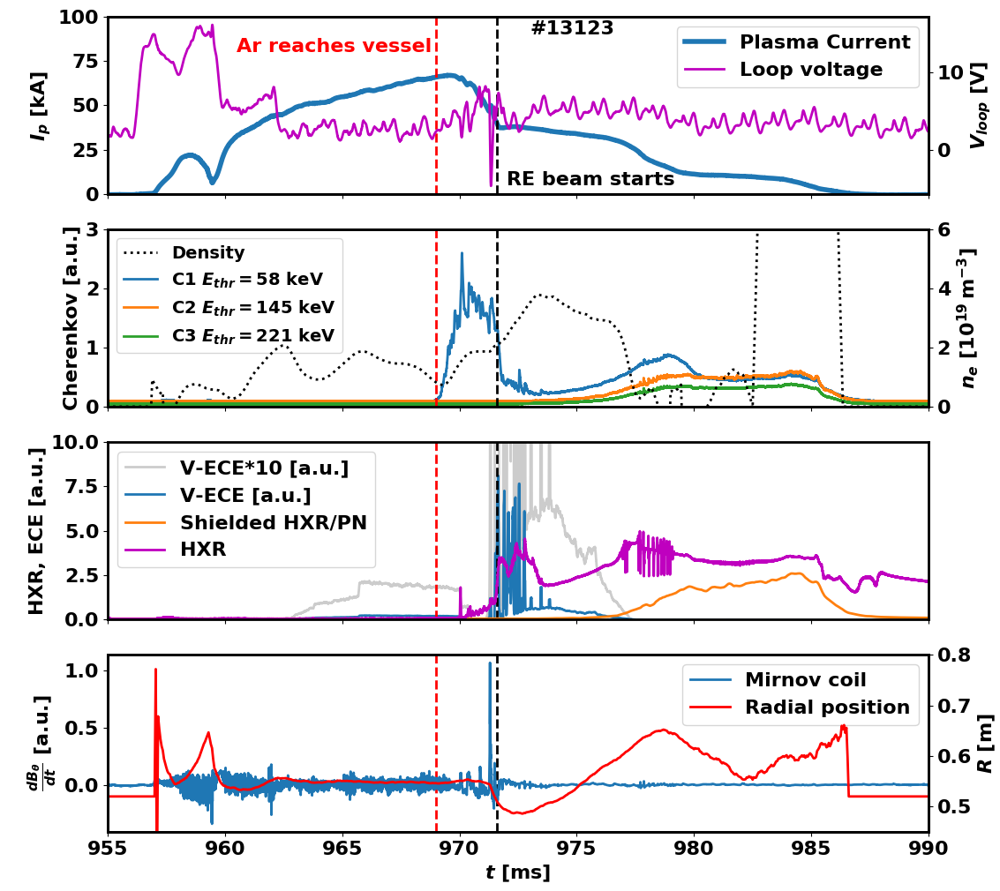 100
75
50
25
0
I_p [kA]
Ar reaches vessel
#13123
RE beam starts
Plasma Current
Loop voltage
10
0
V_loop [V]
3
2
1
0
Cherenkov [a.u.]
Density
C1 E_thr = 58 keV
C2 E_thr = 145 keV
C3 E_thr = 221 keV
6
4
2
0
n_e [10^19 m^−3]
10.0
7.5
5.0
2.5
0.0
HXR, ECE [a.u.]
V-ECE*10 [a.u.]
V-ECE [a.u.]
Shielded HXR/PN
HXR
1.0
0.5
0.0
dB_θ/dt [a.u.]
Mirnov coil
Radial position
0.8
0.7
0.6
0.5
R [m]
955 960 965 970 975 980 985 990
t [ms]